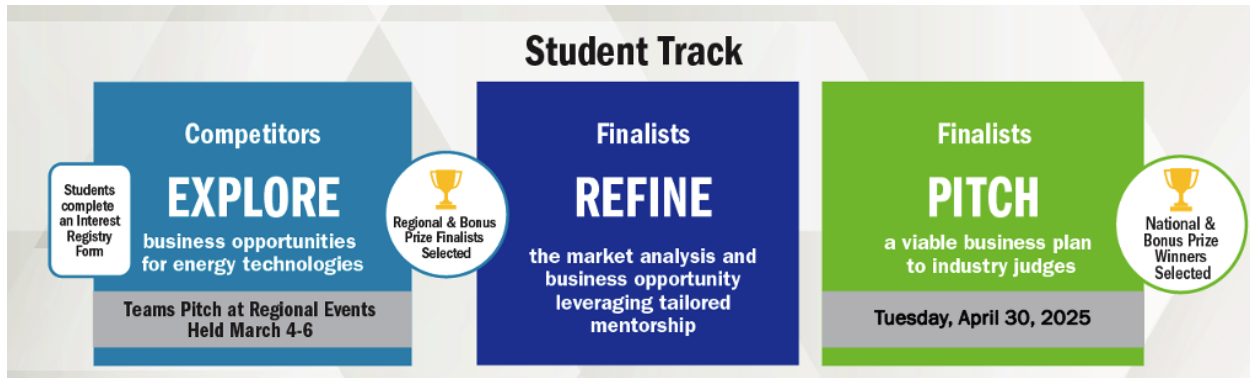 Student Track
Students
complete
an Interest
Registry
Form
Competitors
EXPLORE
business opportunities
for energy technologies
Teams Pitch at Regional Events
Held March 4-6
Regional & Bonus
Prize Finalists
Selected
Finalists
REFINE
the market analysis and
business opportunity
leveraging tailored
mentorship
Finalists
PITCH
a viable business plan
to industry judges
Tuesday, April 30, 2025
National &
Bonus Prize
Winners
Selected